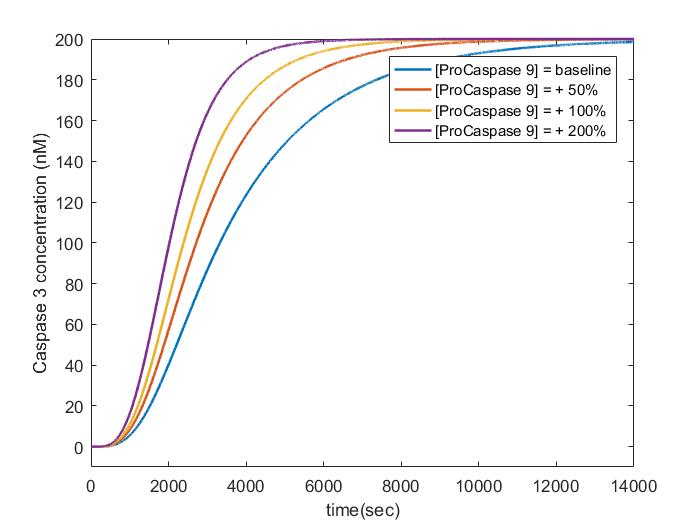 200
180
160
140
120
100
80
60
40
20
0
Caspase 3 concentration (nM)
[ProCaspase 9] = baseline
[ProCaspase 9] = + 50%
[ProCaspase 9] = + 100%
[ProCaspase 9] = + 200%
0 2000 4000 6000 8000 10000 12000 14000
time(sec)